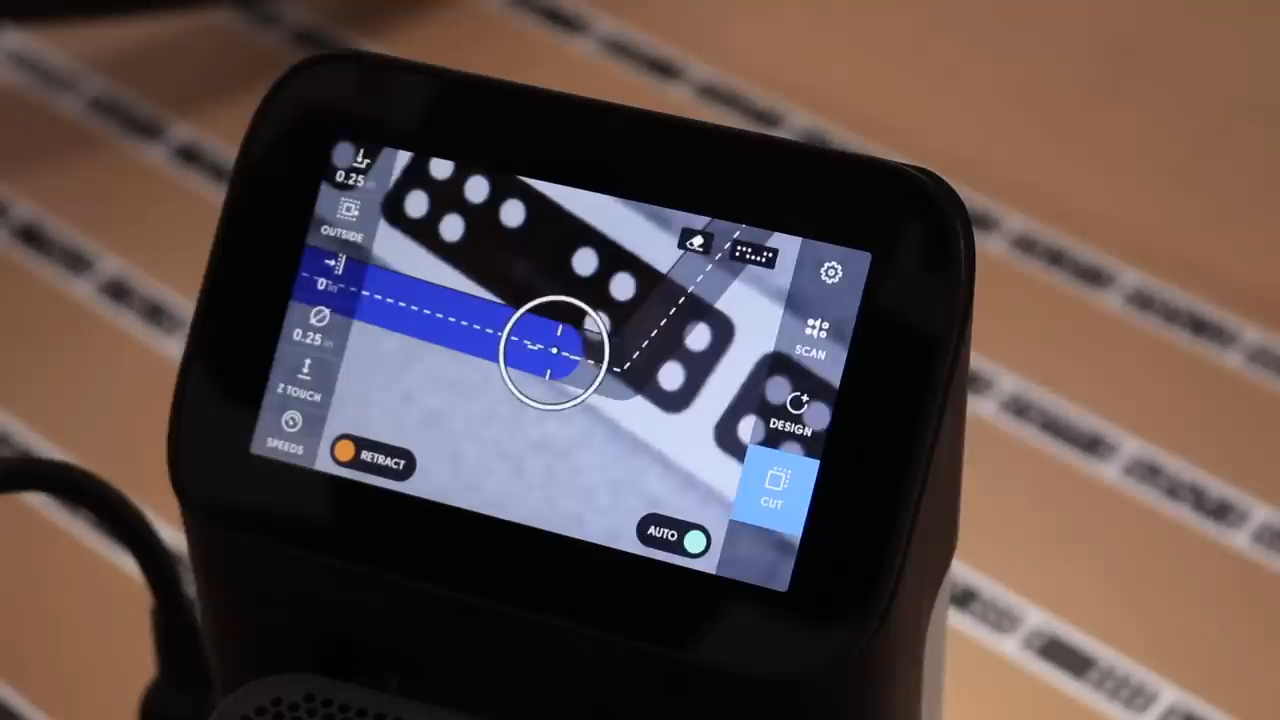 0.25 in
OUTSIDE
0 in
0.25 in
Z TOUCH
SPEEDS
RETRACT
AUTO
SCAN
DESIGN
CUT